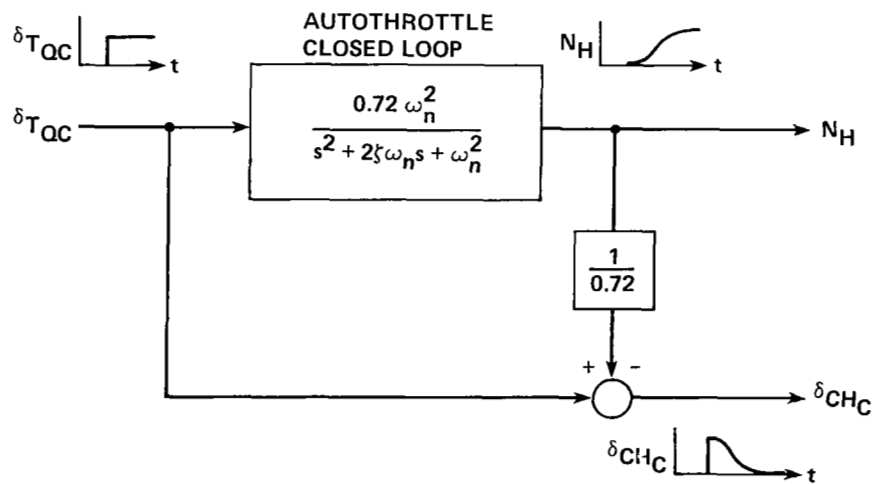 AUTOTHROTTLE
CLOSED LOOP
δTQC
t
NH
t
δTQC
0.72 ωn²
s² + 2ζωns + ωn²
NH
1
0.72
+ −
δCHC
δCHC
t